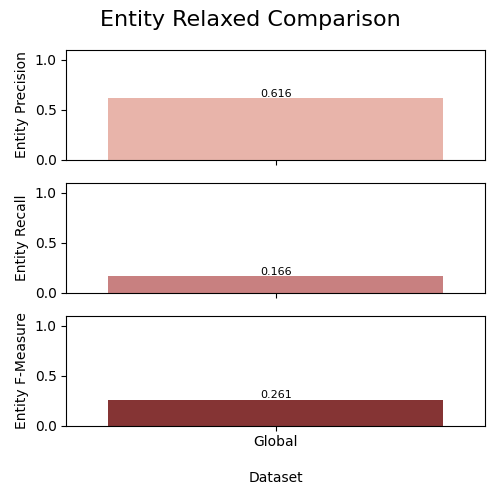 Entity Relaxed Comparison
Entity Precision
1.0
0.5
0.0
0.616
Entity Recall
1.0
0.5
0.0
0.166
Entity F-Measure
1.0
0.5
0.0
0.261
Global
Dataset